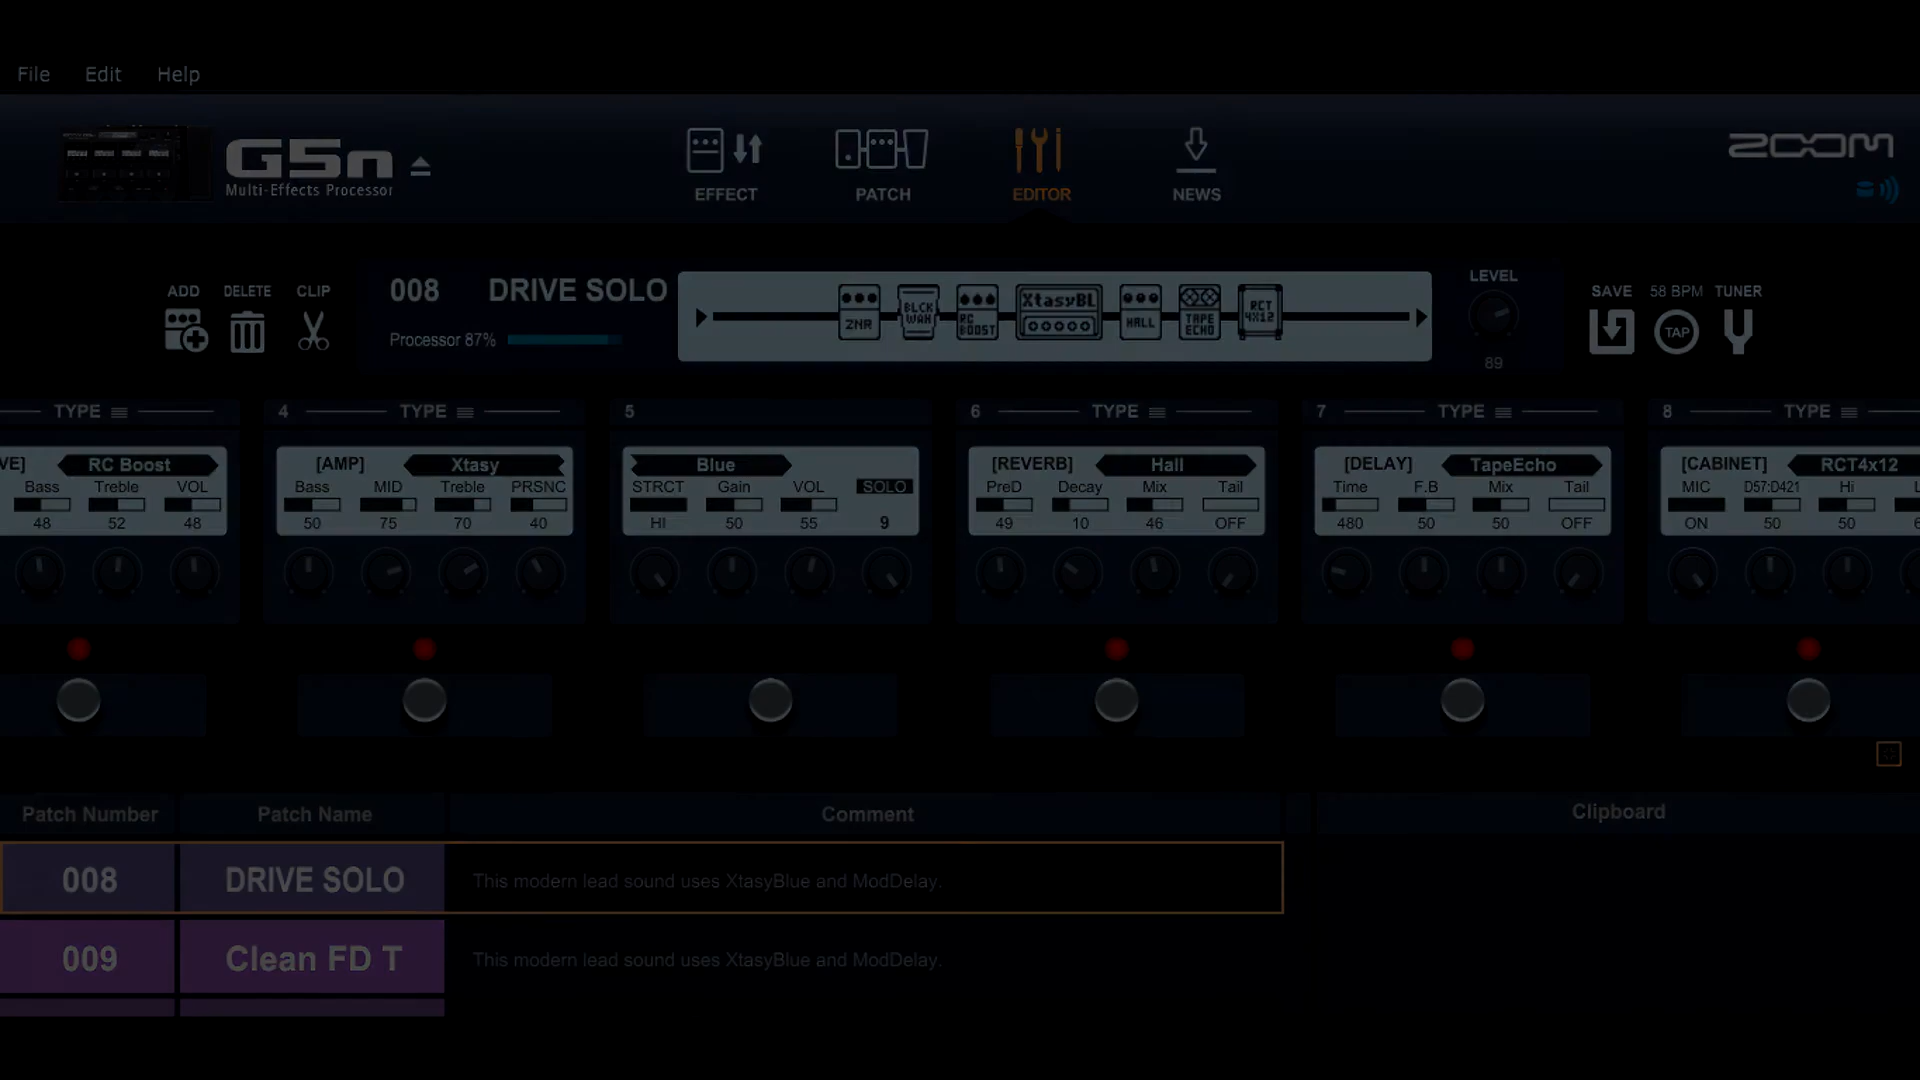 File Edit Help
G5n
Multi-Effects Processor
EFFECT PATCH EDITOR NEWS
ZOOM
ADD DELETE CLIP
008 DRIVE SOLO
Processor 87%
ZNR
BLCK WAH
RC BOOST
XtasyBL
HALL
TAPE ECHO
RCT 4X12
LEVEL
89
SAVE 58 BPM TUNER
TAP
TYPE 4 TYPE 5 6 TYPE 7 TYPE 8 TYPE
VE] RC Boost
Bass Treble VOL
48 52 48
[AMP] Xtasy
Bass MID Treble PRSNC
50 75 70 40
Blue
STRCT Gain VOL SOLO
HI 50 55 9
[REVERB] Hall
PreD Decay Mix Tail
49 10 46 OFF
[DELAY] TapeEcho
Time F.B Mix Tail
480 50 50 OFF
[CABINET] RCT4x12
MIC D57:D421 Hi
ON 50 50
Patch Number Patch Name Comment Clipboard
008 DRIVE SOLO This modern lead sound uses XtasyBlue and ModDelay.
009 Clean FD T This modern lead sound uses XtasyBlue and ModDelay.